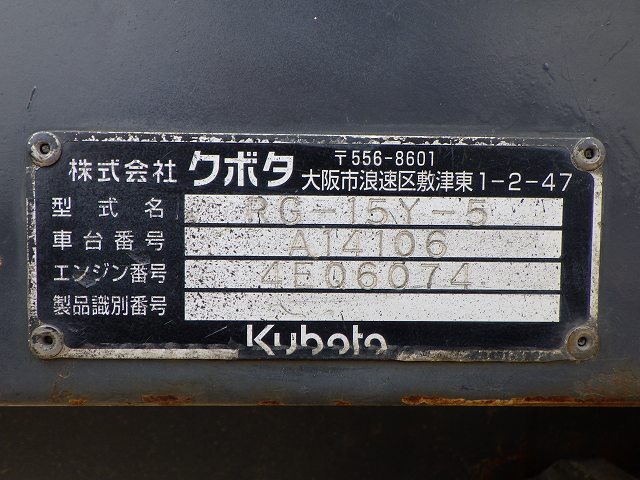 株式会社 クボタ 〒556-8601
大阪市浪速区敷津東1-2-47
型式名 RG-15Y-5
車台番号 A14106
エンジン番号 4E06074
製品識別番号
Kubota